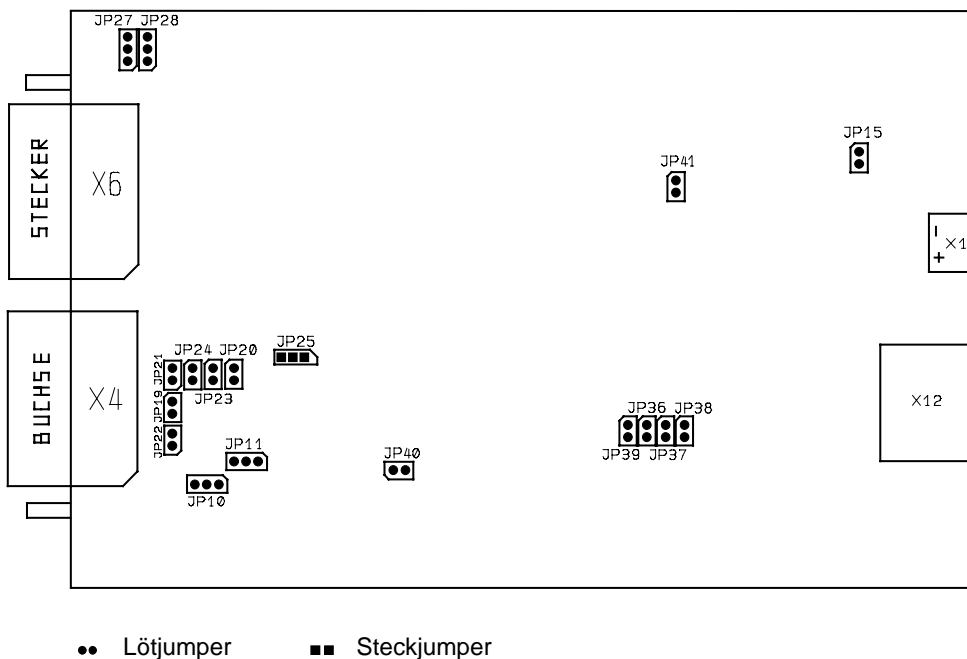 JP27 JP28
JP15
JP41
STECKER
X6
X1
- +
JP25
JP24 JP20
JP21
JP23
BUCHSE
X4
JP19
X12
JP36 JP38
JP22
JP11
JP40
JP39 JP37
JP10
Lötjumper
Steckjumper